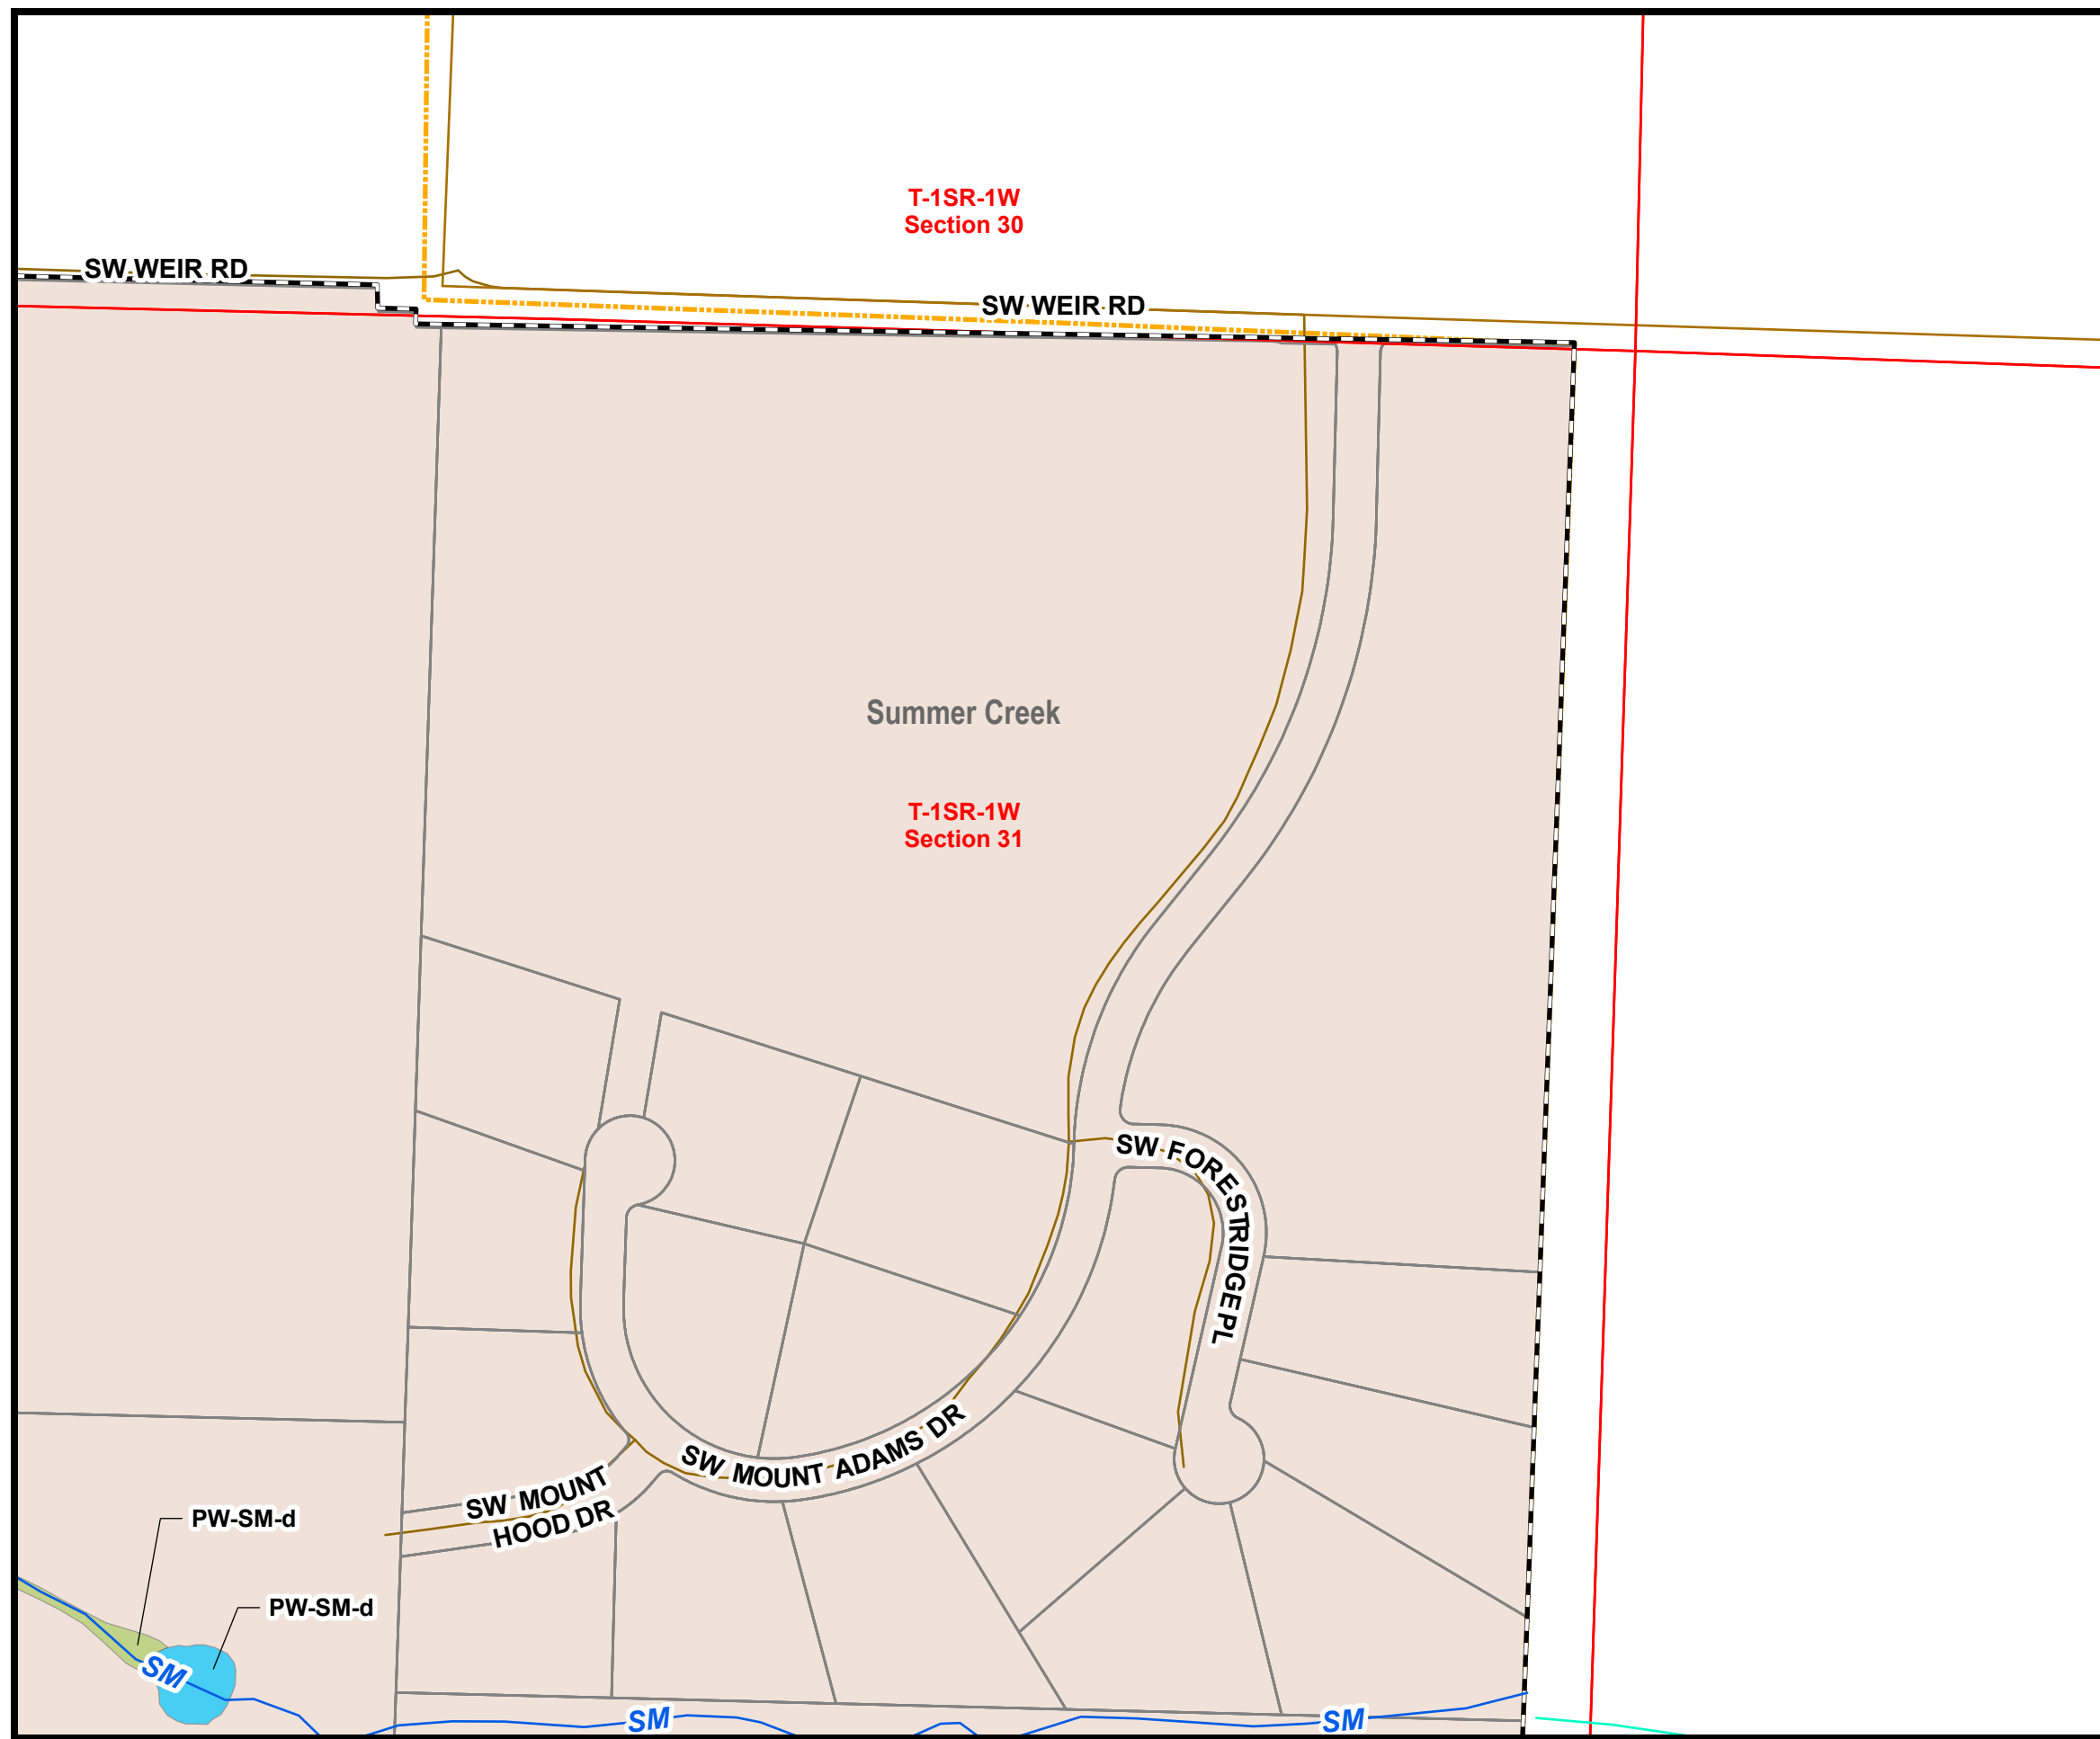 T-1SR-1W
Section 30
SW WEIR RD
SW WEIR RD
Summer Creek
T-1SR-1W
Section 31
SW FORESTRIDGE PL
SW MOUNT ADAMS DR
SW MOUNT
HOOD DR
PW-SM-d
PW-SM-d
SM
SM
SM